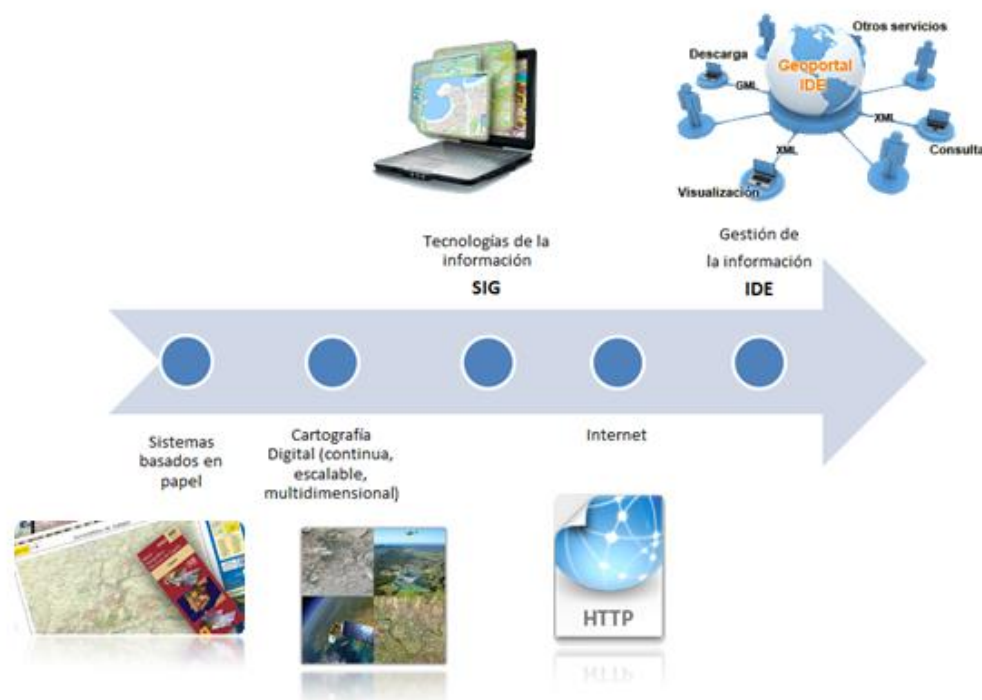 Otros servicios
Descarga
Geoportal
IDE
GML
XML
XML
Consulta
Visualización
Tecnologías de la
información
SIG
Gestión de
la información
IDE
Sistemas
basados en
papel
Cartografía
Digital (continua,
escalable,
multidimensional)
Internet
HTTP